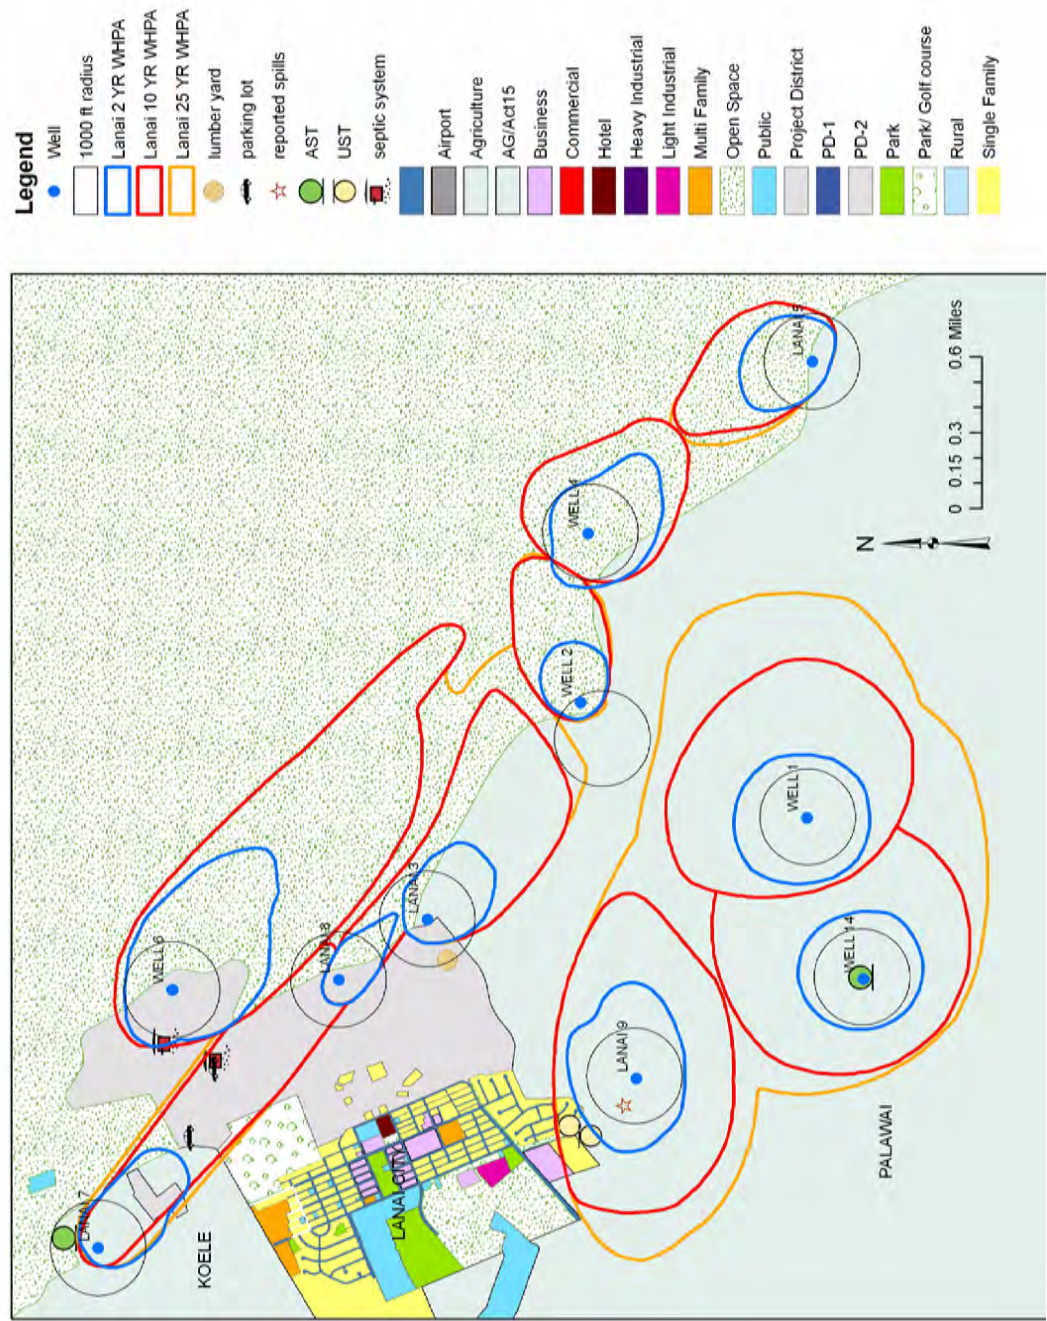 Legend
Well
1000 ft radius
Lanai 2 YR WHPA
Lanai 10 YR WHPA
Lanai 25 YR WHPA
lumber yard
parking lot
reported spills
AST
UST
septic system
Airport
Agriculture
AG/Act15
Business
Commercial
Hotel
Heavy Industrial
Light Industrial
Multi Family
Open Space
Public
Project District
PD-1
PD-2
Park
Park/ Golf course
Rural
Single Family
LANAI 7
KOELE
WELL 6
LANAI 8
LANAI 3
LANAI CITY
LANAI 9
WELL 2
WELL 4
LANAI 5
WELL 1
WELL 14
PALAWAI
N
0 0.15 0.3 0.6 Miles